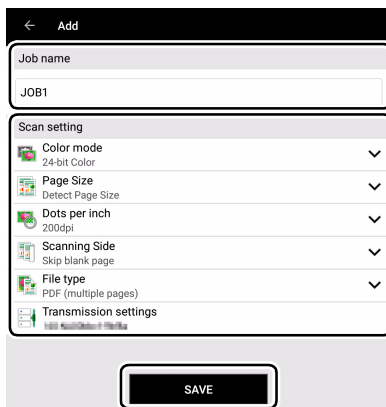 Add
Job name
JOB1
Scan setting
Color mode
24-bit Color
Page Size
Detect Page Size
Dots per inch
200dpi
Scanning Side
Skip blank page
File type
PDF (multiple pages)
Transmission settings
SAVE